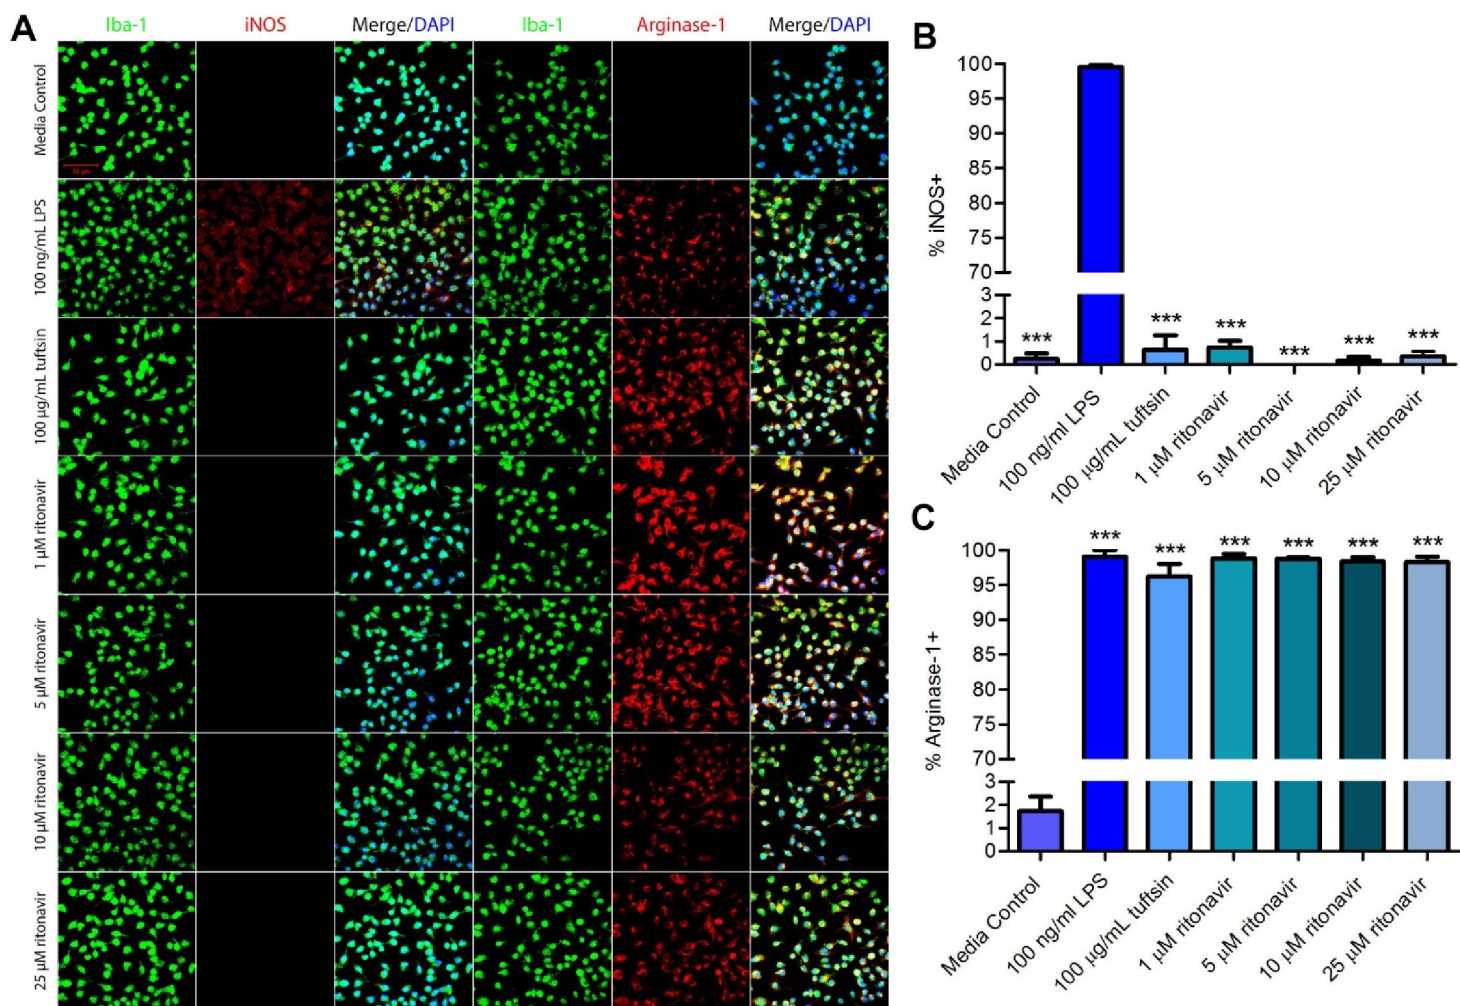 A
Iba-1 iNOS Merge/DAPI Iba-1 Arginase-1 Merge/DAPI
Media Control
100 ng/mL LPS
100 µg/mL tuftsin
1 µM ritonavir
5 µM ritonavir
10 µM ritonavir
25 µM ritonavir
50 µm
B
% iNOS+
100
95
90
85
80
75
70
3
2
1
0
*** *** *** *** *** ***
Media Control
100 ng/ml LPS
100 µg/mL tuftsin
1 µM ritonavir
5 µM ritonavir
10 µM ritonavir
25 µM ritonavir
C
% Arginase-1+
100
95
90
85
80
75
70
3
2
1
0
*** *** *** *** *** ***
Media Control
100 ng/ml LPS
100 µg/mL tuftsin
1 µM ritonavir
5 µM ritonavir
10 µM ritonavir
25 µM ritonavir